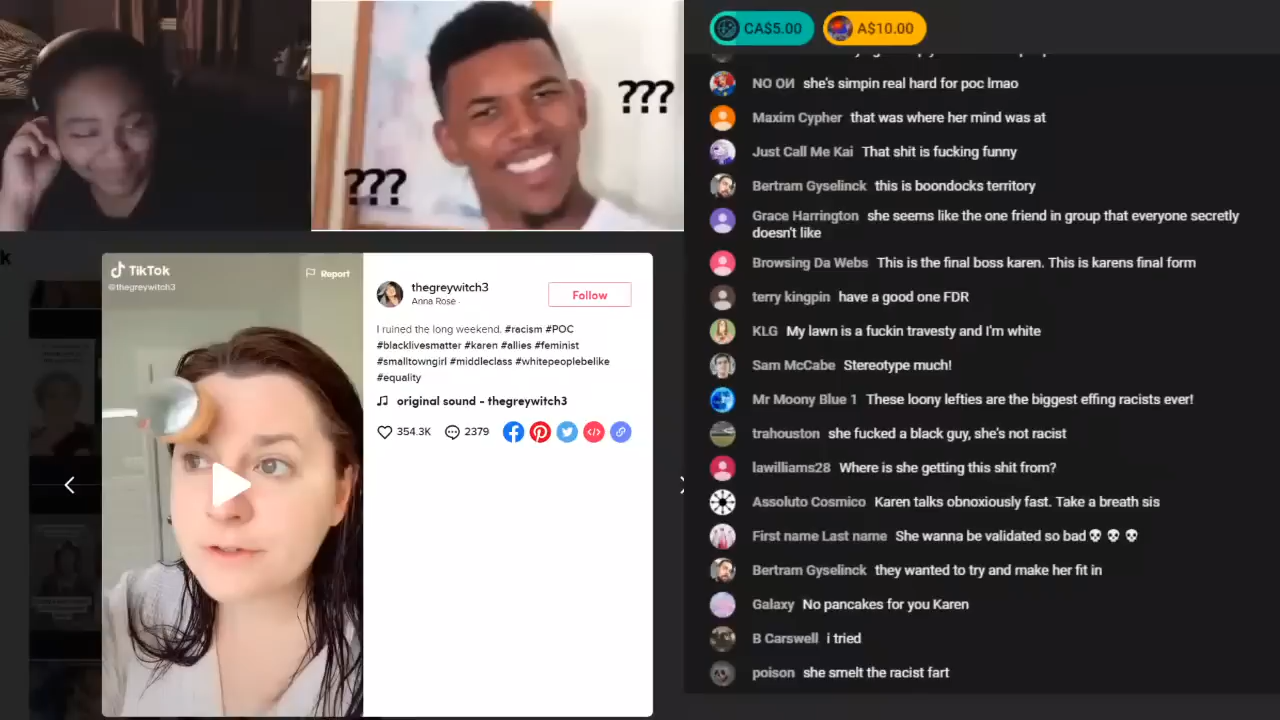 ???
???
CA$5.00
A$10.00
NO ОИ she's simpin real hard for poc lmao
Maxim Cypher that was where her mind was at
Just Call Me Kai That shit is fucking funny
Bertram Gyselinck this is boondocks territory
Grace Harrington she seems like the one friend in group that everyone secretly
doesn't like
Browsing Da Webs This is the final boss karen. This is karens final form
terry kingpin have a good one FDR
KLG My lawn is a fuckin travesty and I'm white
Sam McCabe Stereotype much!
Mr Moony Blue 1 These loony lefties are the biggest effing racists ever!
trahouston she fucked a black guy, she's not racist
lawilliams28 Where is she getting this shit from?
Assoluto Cosmico Karen talks obnoxiously fast. Take a breath sis
First name Last name She wanna be validated so bad💀💀💀
Bertram Gyselinck they wanted to try and make her fit in
Galaxy No pancakes for you Karen
B Carswell i tried
poison she smelt the racist fart
k
TikTok
@thegreywitch3
Report
thegreywitch3
Anna Rose ·
Follow
I ruined the long weekend. #racism #POC
#blacklivesmatter #karen #allies #feminist
#smalltowngirl #middleclass #whitepeoplebelike
#equality
original sound - thegreywitch3
354.3K
2379